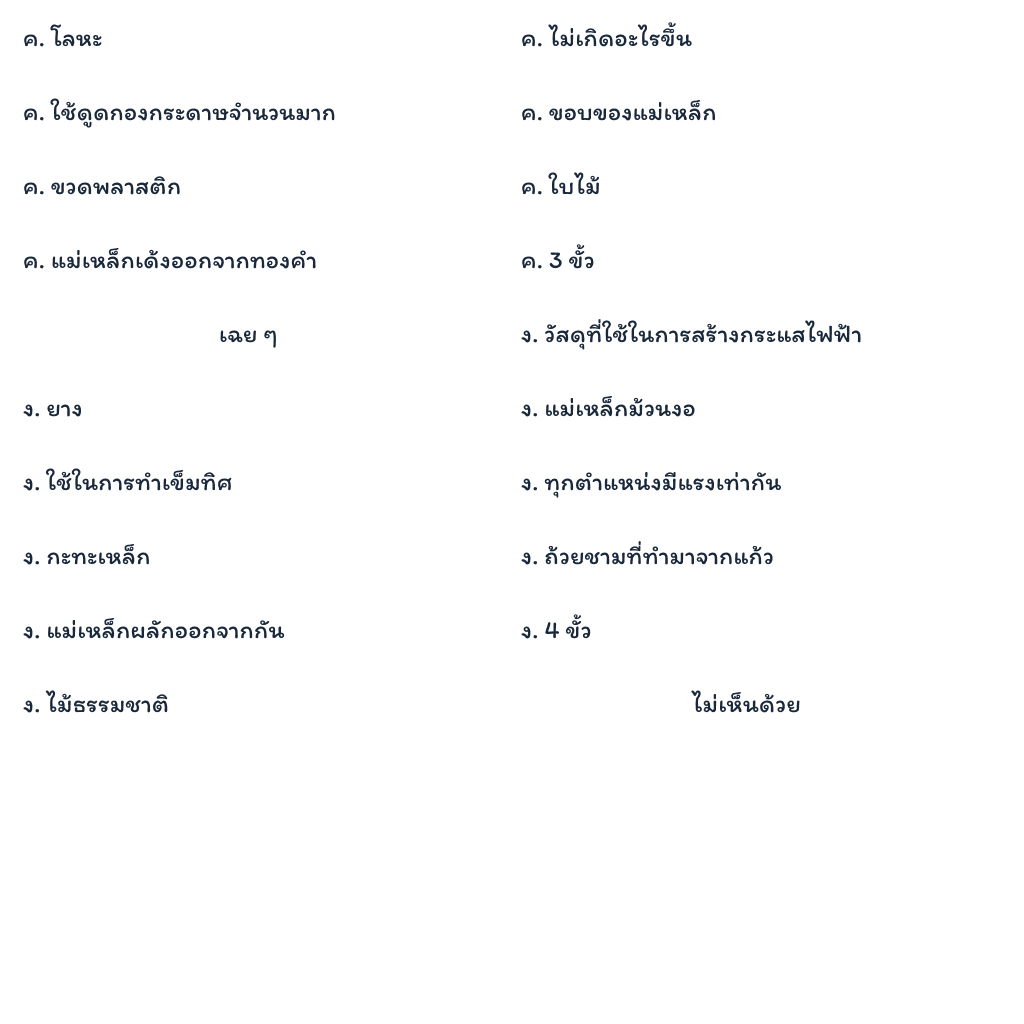 ค. โลหะ
ค. ไม่เกิดอะไรขึ้น
ค. ใช้ดูดกองกระดาษจำนวนมาก
ค. ขอบของแม่เหล็ก
ค. ขวดพลาสติก
ค. ใบไม้
ค. แม่เหล็กเด้งออกจากทองคำ
ค. 3 ขั้ว
เฉย ๆ
ง. วัสดุที่ใช้ในการสร้างกระแสไฟฟ้า
ง. ยาง
ง. แม่เหล็กม้วนงอ
ง. ใช้ในการทำเข็มทิศ
ง. ทุกตำแหน่งมีแรงเท่ากัน
ง. กะทะเหล็ก
ง. ถ้วยชามที่ทำมาจากแก้ว
ง. แม่เหล็กผลักออกจากกัน
ง. 4 ขั้ว
ง. ไม้ธรรมชาติ
ไม่เห็นด้วย